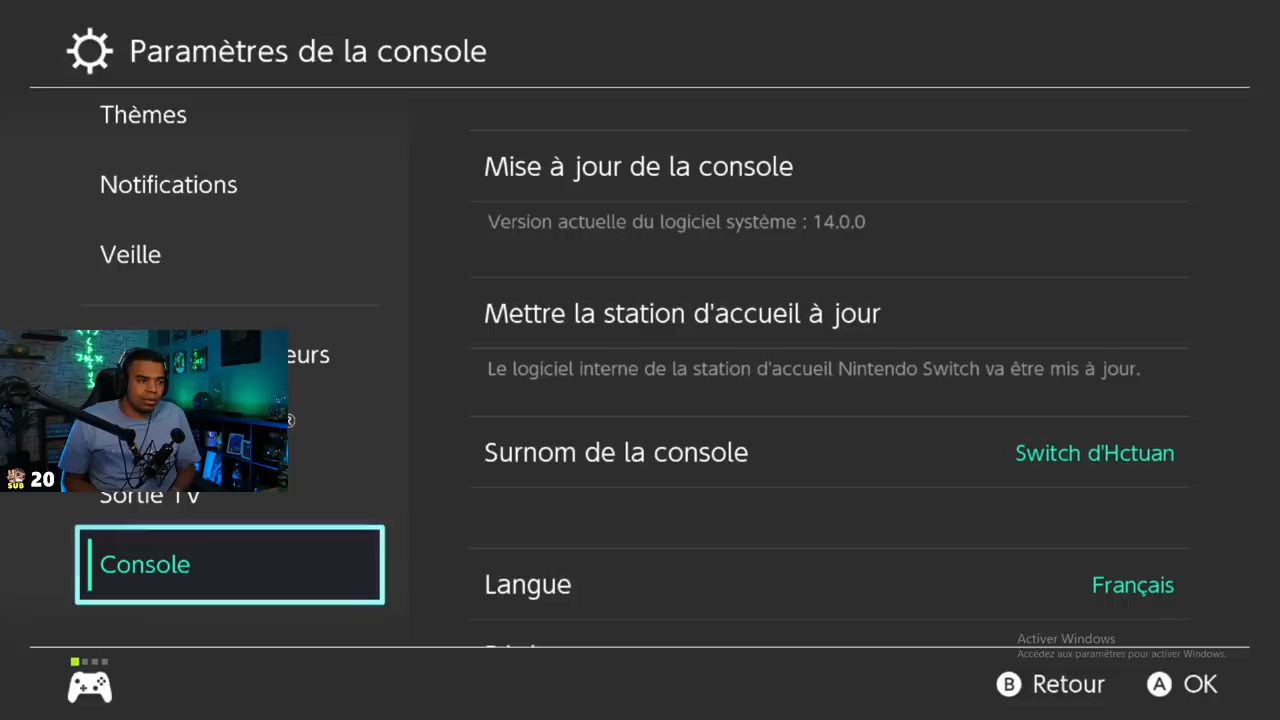 Paramètres de la console
Thèmes
Notifications
Veille
eurs
®
Sortie TV
Console
Mise à jour de la console
Version actuelle du logiciel système : 14.0.0
Mettre la station d'accueil à jour
Le logiciel interne de la station d'accueil Nintendo Switch va être mis à jour.
Surnom de la console
Switch d'Hctuan
Langue
Français
SUB 20
Activer Windows
Accédez aux paramètres pour activer Windows.
B Retour
A OK